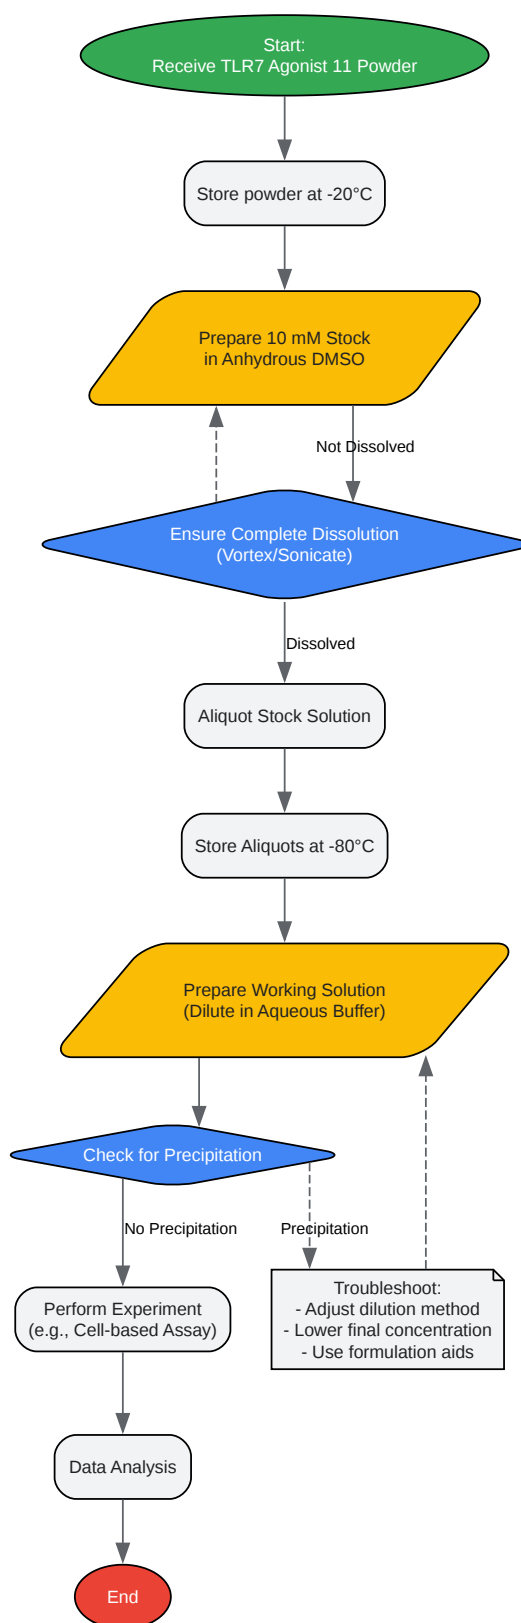 Start:
Receive TLR7 Agonist 11 Powder
Store powder at -20°C
Prepare 10 mM Stock
in Anhydrous DMSO
Not Dissolved
Ensure Complete Dissolution
(Vortex/Sonicate)
Dissolved
Aliquot Stock Solution
Store Aliquots at -80°C
Prepare Working Solution
(Dilute in Aqueous Buffer)
Check for Precipitation
No Precipitation
Precipitation
Perform Experiment
(e.g., Cell-based Assay)
Troubleshoot:
- Adjust dilution method
- Lower final concentration
- Use formulation aids
Data Analysis
End